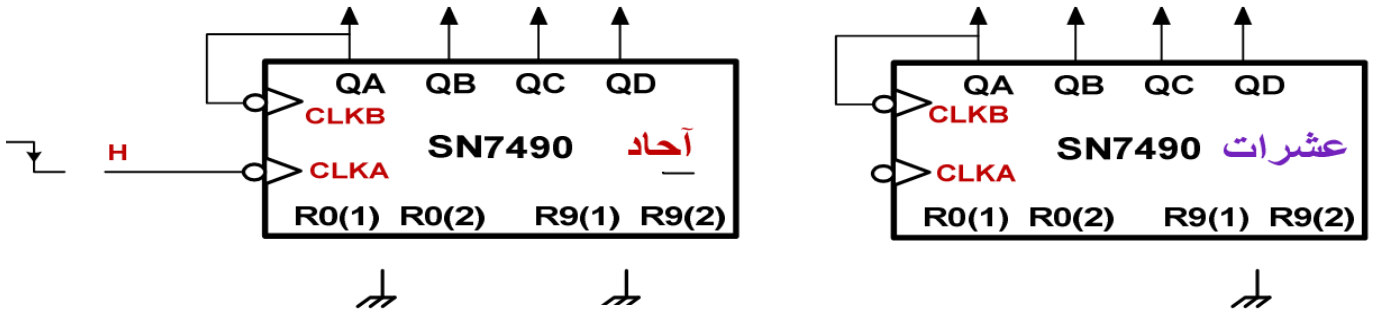 QA QB QC QD
CLKB
SN7490 آحاد
H
CLKA
R0(1) R0(2) R9(1) R9(2)
QA QB QC QD
CLKB
SN7490 عشرات
CLKA
R0(1) R0(2) R9(1) R9(2)